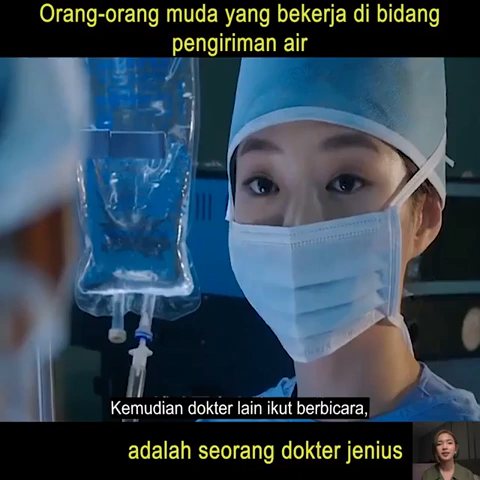 Orang-orang muda yang bekerja di bidang
pengiriman air
Kemudian dokter lain ikut berbicara,
adalah seorang dokter jenius